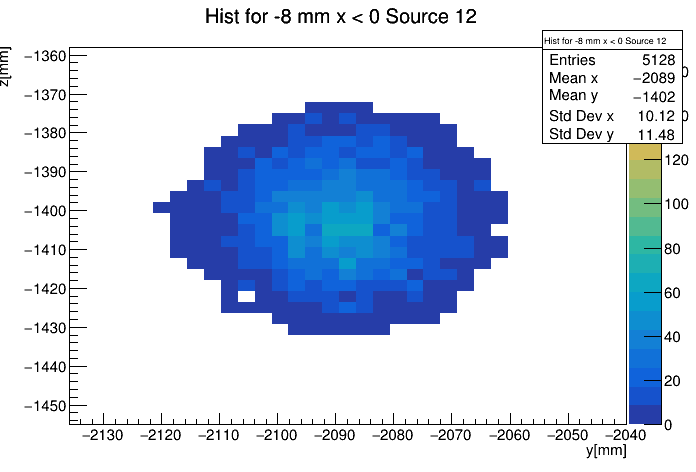 Hist for -8 mm x < 0 Source 12
z[mm]
Hist for -8 mm x < 0 Source 12
Entries 5128
Mean x −2089
Mean y −1402
Std Dev x 10.12
Std Dev y 11.48
−1360
−1370
−1380
−1390
−1400
−1410
−1420
−1430
−1440
−1450
120
100
80
60
40
20
0
−2130 −2120 −2110 −2100 −2090 −2080 −2070 −2060 −2050 −2040
y[mm]